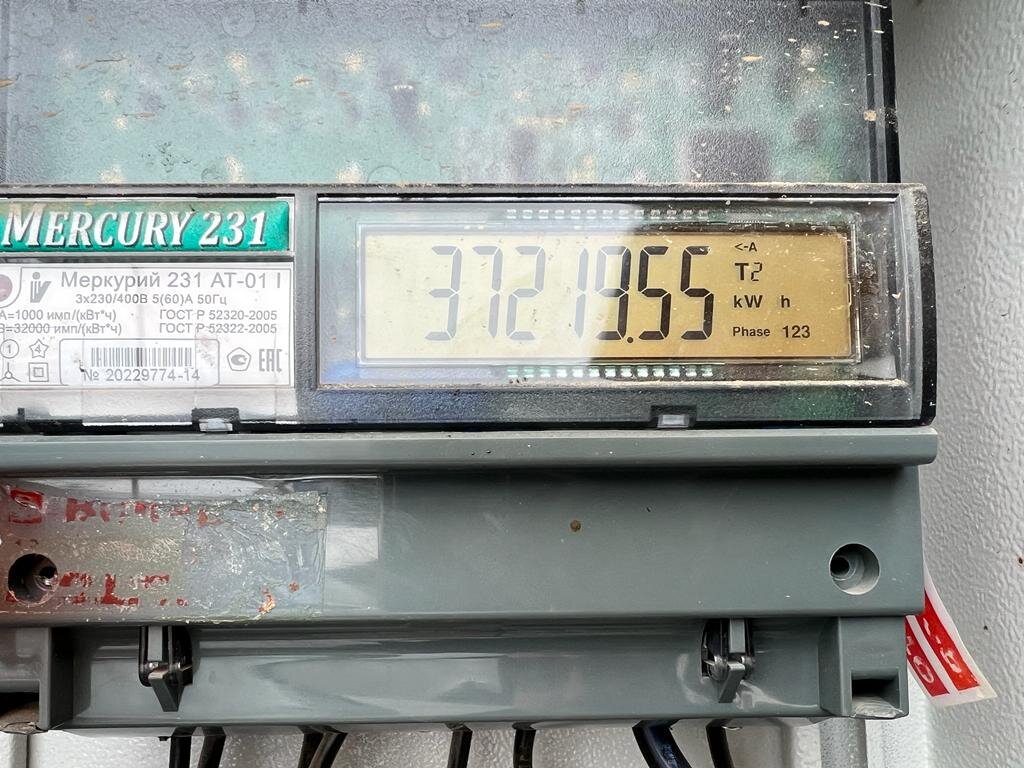 MERCURY 231
Меркурий 231 АТ-01 I
3x230/400В 5(60)А 50Гц
А=1000 имп/(кВт*ч) ГОСТ Р 52320-2005
В=32000 имп/(кВт*ч) ГОСТ Р 52322-2005
№ 20229774-14
ЕАС
37219.55
<-A
T2
kW h
Phase 123